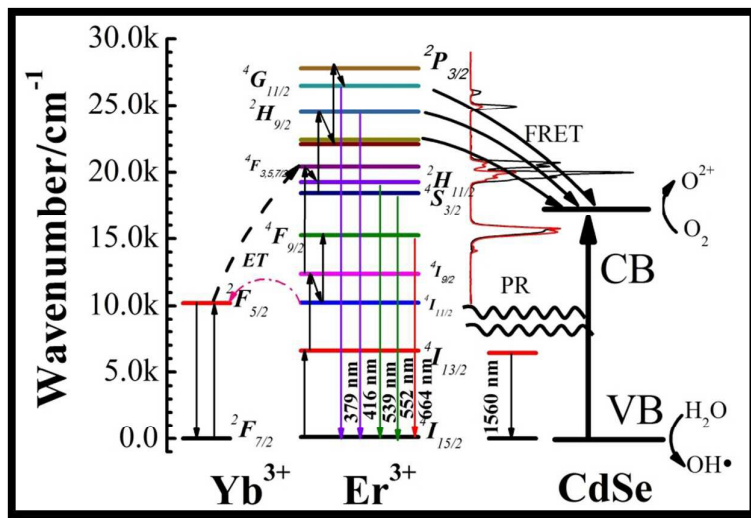 Wavenumber/cm⁻¹
30.0k
25.0k
20.0k
15.0k
10.0k
5.0k
0.0
⁴G₁₁/₂
²H₉/₂
⁴F₃,₅,₇/₂
⁴F₉/₂
ET
²F₅/₂
²F₇/₂
²P₃/₂
²H₁₁/₂
⁴S₃/₂
⁴I₉/₂
⁴I₁₁/₂
⁴I₁₃/₂
⁴I₁₅/₂
379 nm
416 nm
539 nm
552 nm
664 nm
1560 nm
FRET
PR
O²⁺
O₂
CB
VB
H₂O
OH•
Yb³⁺
Er³⁺
CdSe